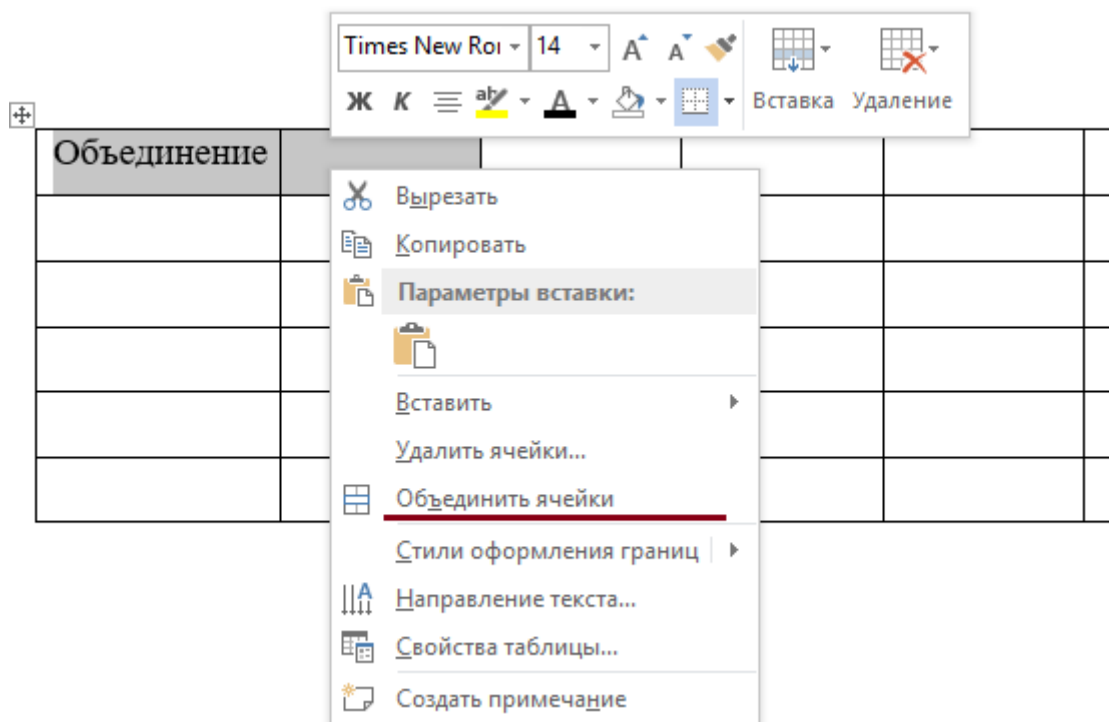 Times New Roı 14
Ж К Вставка Удаление
Объединение
Вырезать
Копировать
Параметры вставки:
Вставить
Удалить ячейки...
Объединить ячейки
Стили оформления границ
Направление текста...
Свойства таблицы...
Создать примечание